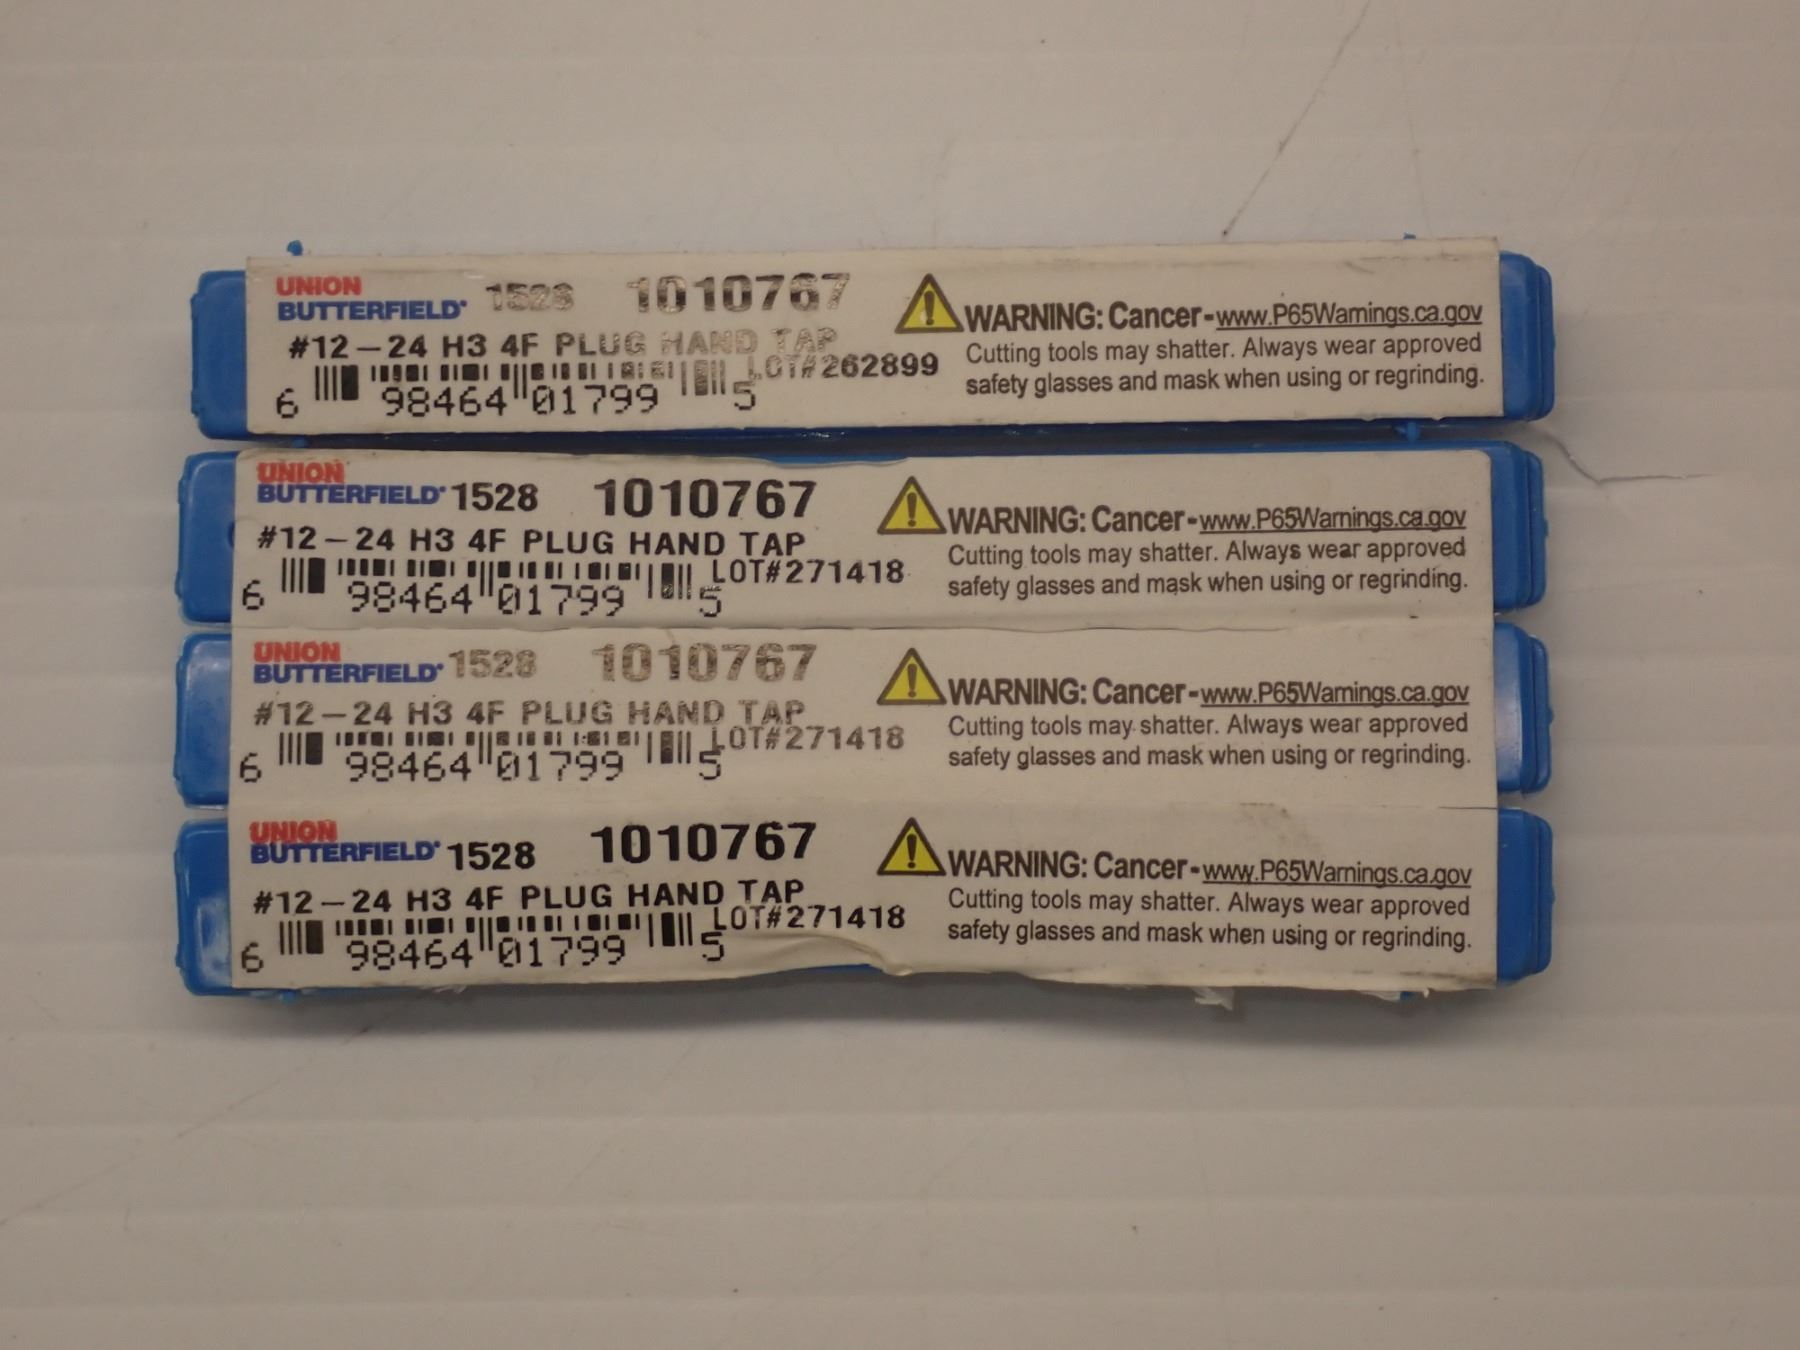 UNION
BUTTERFIELD 1528 1010767
#12-24 H3 4F PLUG HAND TAP
LOT#262899
6 98464 01799 5
WARNING: Cancer - www.P65Warnings.ca.gov
Cutting tools may shatter. Always wear approved
safety glasses and mask when using or regrinding.
UNION
BUTTERFIELD 1528 1010767
#12-24 H3 4F PLUG HAND TAP
LOT#271418
6 98464 01799 5
WARNING: Cancer - www.P65Warnings.ca.gov
Cutting tools may shatter. Always wear approved
safety glasses and mask when using or regrinding.
UNION
BUTTERFIELD 1528 1010767
#12-24 H3 4F PLUG HAND TAP
LOT#271418
6 98464 01799 5
WARNING: Cancer - www.P65Warnings.ca.gov
Cutting tools may shatter. Always wear approved
safety glasses and mask when using or regrinding.
UNION
BUTTERFIELD 1528 1010767
#12-24 H3 4F PLUG HAND TAP
LOT#271418
6 98464 01799 5
WARNING: Cancer - www.P65Warnings.ca.gov
Cutting tools may shatter. Always wear approved
safety glasses and mask when using or regrinding.